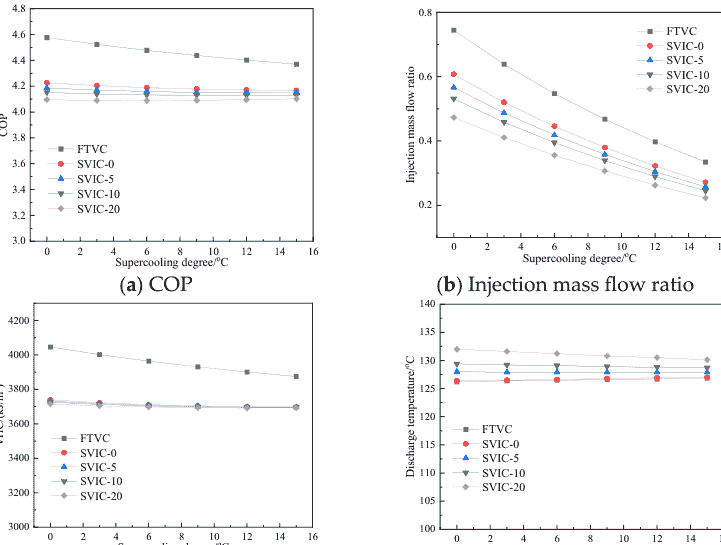 4.8
4.6
4.4
4.2
4.0
3.8
3.6
3.4
3.2
3.0
COP
FTVC
SVIC-0
SVIC-5
SVIC-10
SVIC-20
0 2 4 6 8 10 12 14 16
Supercooling degree/°C
(a) COP
0.8
0.6
0.4
0.2
Injection mass flow ratio
FTVC
SVIC-0
SVIC-5
SVIC-10
SVIC-20
0 2 4 6 8 10 12 14
Supercooling degree/°C
(b) Injection mass flow ratio
4200
4000
3800
3600
3400
3200
3000
FTVC
SVIC-0
SVIC-5
SVIC-10
SVIC-20
0 2 4 6 8 10 12 14 16
140
135
130
125
120
115
110
105
100
Discharge temperature/°C
FTVC
SVIC-0
SVIC-5
SVIC-10
SVIC-20
0 2 4 6 8 10 12 14